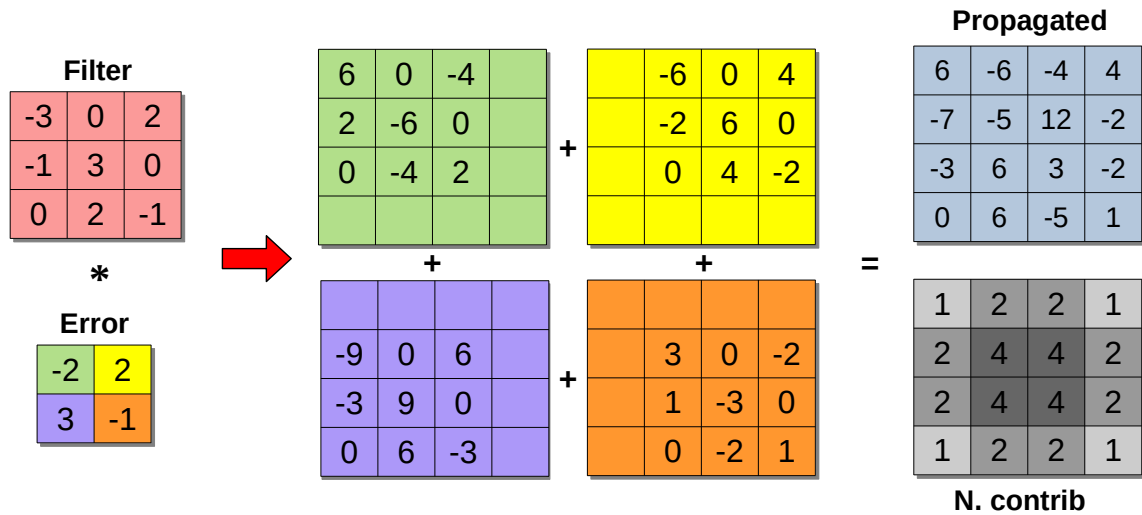 Filter
-3 0 2
-1 3 0
0 2 -1
*
Error
-2 2
3 -1
6 0 -4
2 -6 0
0 -4 2
+
-6 0 4
-2 6 0
0 4 -2
+ +
-9 0 6
-3 9 0
0 6 -3
+
3 0 -2
1 -3 0
0 -2 1
=
Propagated
6 -6 -4 4
-7 -5 12 -2
-3 6 3 -2
0 6 -5 1
1 2 2 1
2 4 4 2
2 4 4 2
1 2 2 1
N. contrib